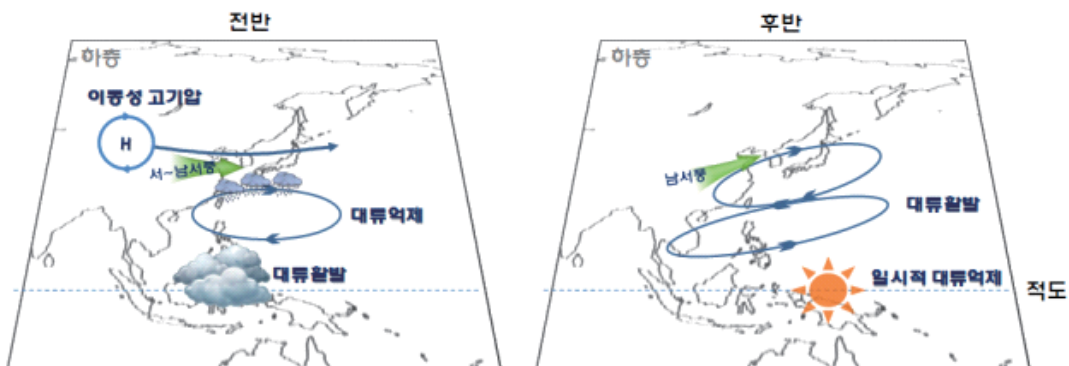 전반
하층
이동성 고기압
H
서~남서풍
대류억제
대류활발
후반
하층
남서풍
대류활발
일시적 대류억제
적도